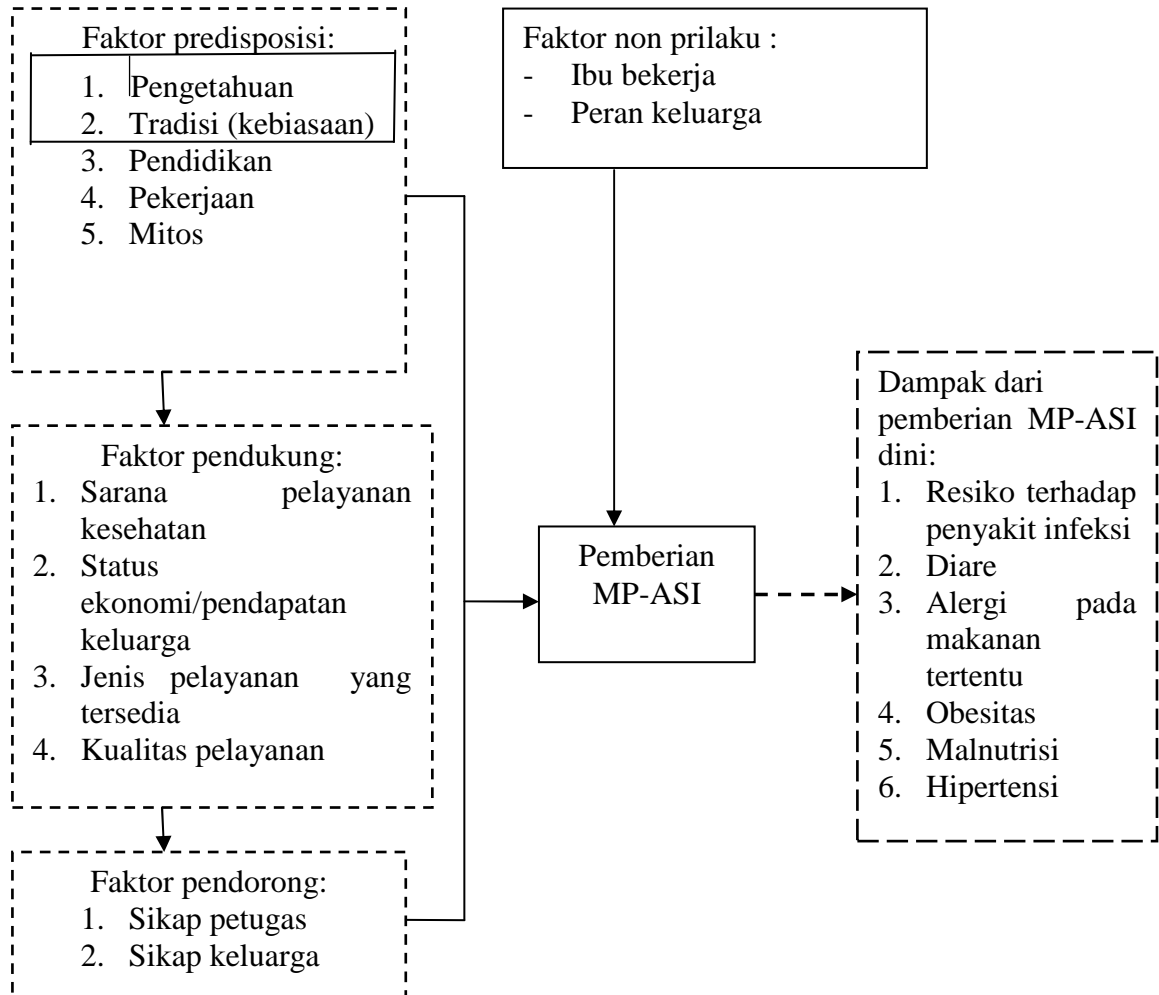 Faktor predisposisi:
1. Pengetahuan
2. Tradisi (kebiasaan)
3. Pendidikan
4. Pekerjaan
5. Mitos
Faktor non prilaku :
- Ibu bekerja
- Peran keluarga
Faktor pendukung:
1. Sarana pelayanan
kesehatan
2. Status
ekonomi/pendapatan
keluarga
3. Jenis pelayanan yang
tersedia
4. Kualitas pelayanan
Pemberian
MP-ASI
Dampak dari
pemberian MP-ASI
dini:
1. Resiko terhadap
penyakit infeksi
2. Diare
3. Alergi pada
makanan
tertentu
4. Obesitas
5. Malnutrisi
6. Hipertensi
Faktor pendorong:
1. Sikap petugas
2. Sikap keluarga